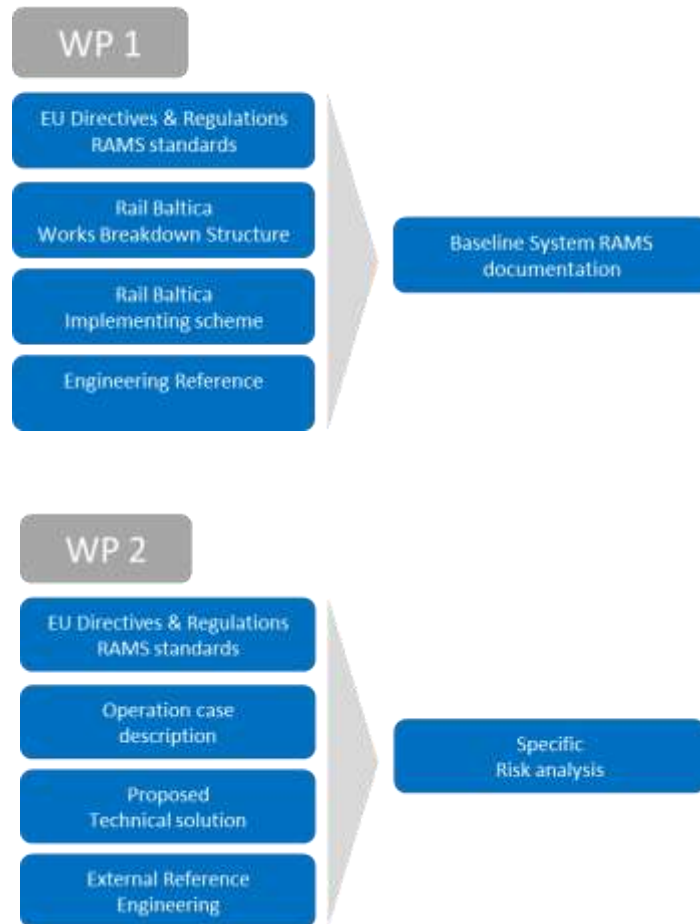 WP 1
EU Directives & Regulations
RAMS standards
Rail Baltica
Works Breakdown Structure
Rail Baltica
Implementing scheme
Engineering Reference
Baseline System RAMS
documentation
WP 2
EU Directives & Regulations
RAMS standards
Operation case
description
Proposed
Technical solution
External Reference
Engineering
Specific
Risk analysis